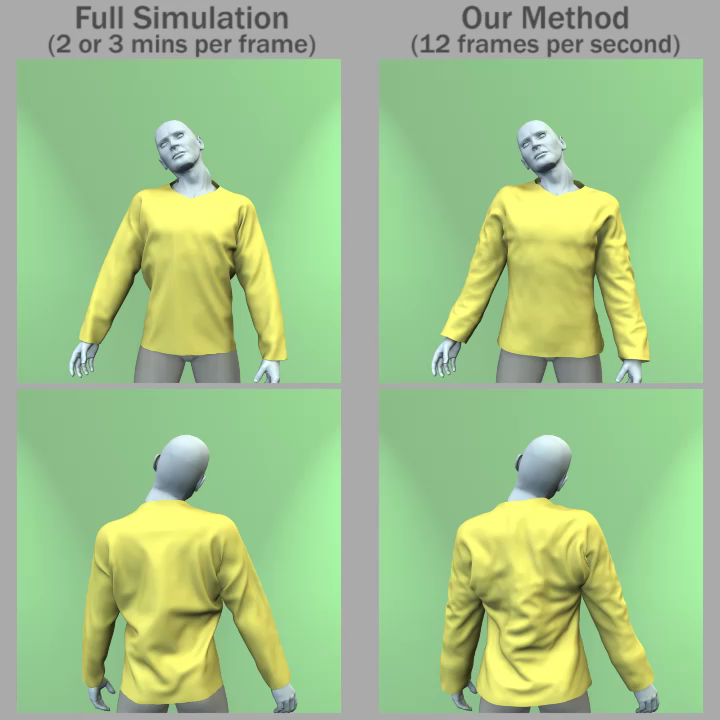 Full Simulation
(2 or 3 mins per frame)
Our Method
(12 frames per second)